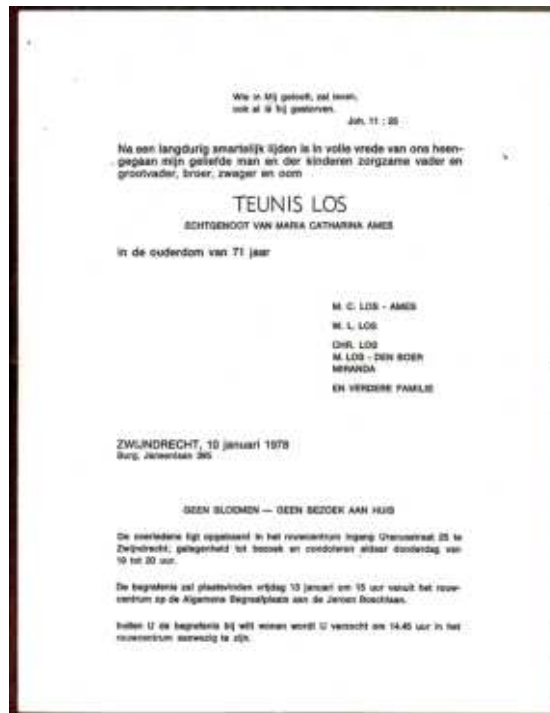 Wie in Mij gelooft, zal leven,
ook al is hij gestorven.
Joh. 11 : 25
Na een langdurig smartelijk lijden is in volle vrede van ons heen-
gegaan mijn geliefde man en der kinderen zorgzame vader en
grootvader, broer, zwager en oom
TEUNIS LOS
ECHTGENOOT VAN MARIA CATHARINA AMES
in de ouderdom van 71 jaar
M. C. LOS - AMES
W. L. LOS
CHR. LOS
M. LOS - DEN BOER
MIRANDA
EN VERDERE FAMILIE
ZWIJNDRECHT, 10 januari 1978
Burg. Jansenlaan
GEEN BLOEMEN — GEEN BEZOEK AAN HUIS
De overledene ligt opgebaard in het rouwcentrum ingang Uranusstraat 25 te
Zwijndrecht; gelegenheid tot bezoek en condoleren aldaar donderdag van
19 tot 20 uur.
De begrafenis zal plaatsvinden vrijdag 13 januari om 15 uur vanuit het rouw-
centrum op de Algemene Begraafplaats aan de Jeroen Boschlaan.
Indien U de begrafenis bij wilt wonen wordt U verzocht om 14.45 uur in het
rouwcentrum aanwezig te zijn.